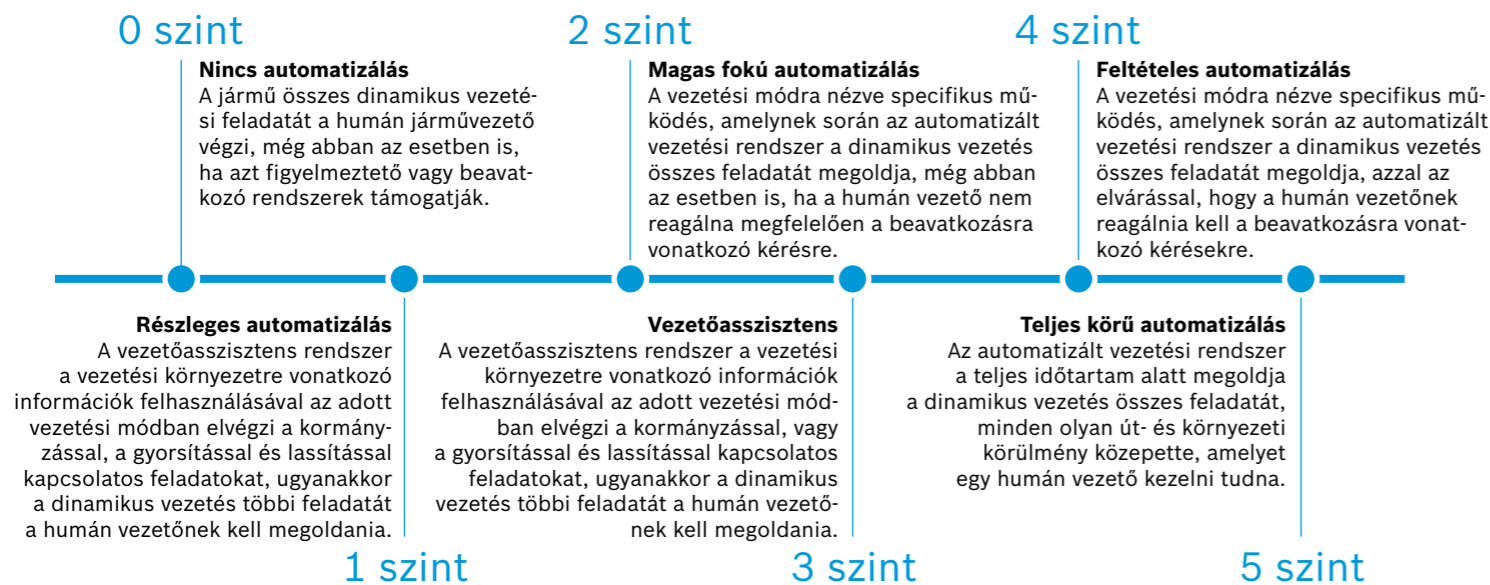 0 szint
Nincs automatizálás
A jármű összes dinamikus vezeté-
si feladatát a humán járművezető
végzi, még abban az esetben is,
ha azt figyelmeztető vagy beavat-
kozó rendszerek támogatják.
Részleges automatizálás
A vezetőasszisztens rendszer
a vezetési környezetre vonatkozó
információk felhasználásával az adott
vezetési módban elvégzi a kormány-
zással, a gyorsítással és lassítással
kapcsolatos feladatokat, ugyanakkor
a dinamikus vezetés többi feladatát
a humán vezetőnek kell megoldania.
1 szint
2 szint
Magas fokú automatizálás
A vezetési módra nézve specifikus mű-
ködés, amelynek során az automatizált
vezetési rendszer a dinamikus vezetés
összes feladatát megoldja, még abban
az esetben is, ha a humán vezető nem
reagálna megfelelően a beavatkozásra
vonatkozó kérésre.
Vezetőasszisztens
A vezetőasszisztens rendszer a vezetési
környezetre vonatkozó információk
felhasználásával az adott vezetési mód-
ban elvégzi a kormányzással, vagy
a gyorsítással és lassítással kapcsolatos
feladatokat, ugyanakkor a dinamikus
vezetés többi feladatát a humán vezető-
nek kell megoldania.
3 szint
4 szint
Feltételes automatizálás
A vezetési módra nézve specifikus mű-
ködés, amelynek során az automatizált
vezetési rendszer a dinamikus vezetés
összes feladatát megoldja, azzal az
elvárással, hogy a humán vezetőnek
reagálnia kell a beavatkozásra vonat-
kozó kérésekre.
Teljes körű automatizálás
Az automatizált vezetési rendszer
a teljes időtartam alatt megoldja
a dinamikus vezetés összes feladatát,
minden olyan út- és környezeti
körülmény közepette, amelyet
egy humán vezető kezelni tudna.
5 szint